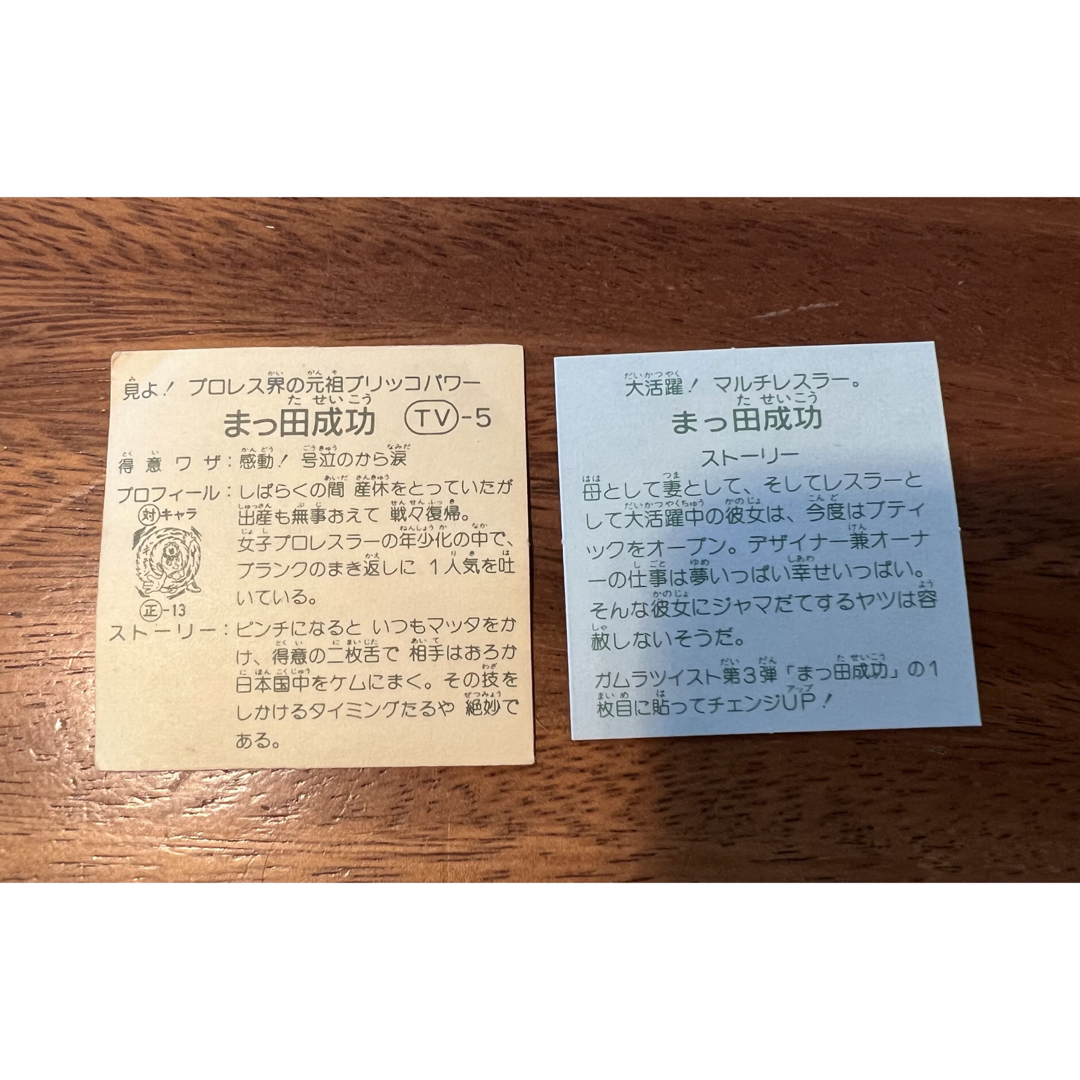 見よ！ プロレス界の元祖ブリッコパワー
まっ田成功 TV-5
得意ワザ：感動！ 号泣のから涙
プロフィール：しばらくの間 産休をとっていたが
対キャラ
出産も無事おえて 戦々復帰。
女子プロレスラーの年少化の中で、
ブランクのまき返しに 1人気を吐
いている。
正-13
ストーリー：ピンチになると いつもマッタをか
け、得意の二枚舌で 相手はおろか
日本国中をケムにまく。その技を
しかけるタイミングたるや 絶妙で
ある。
大活躍！ マルチレスラー。
まっ田成功
ストーリー
母として妻として、そしてレスラーと
して大活躍中の彼女は、今度はブティ
ックをオープン。デザイナー兼オーナ
ーの仕事は夢いっぱい幸せいっぱい。
そんな彼女にジャマだてするヤツは容
赦しないそうだ。
ガムラツイスト第3弾「まっ田成功」の1
枚目に貼ってチェンジUP！